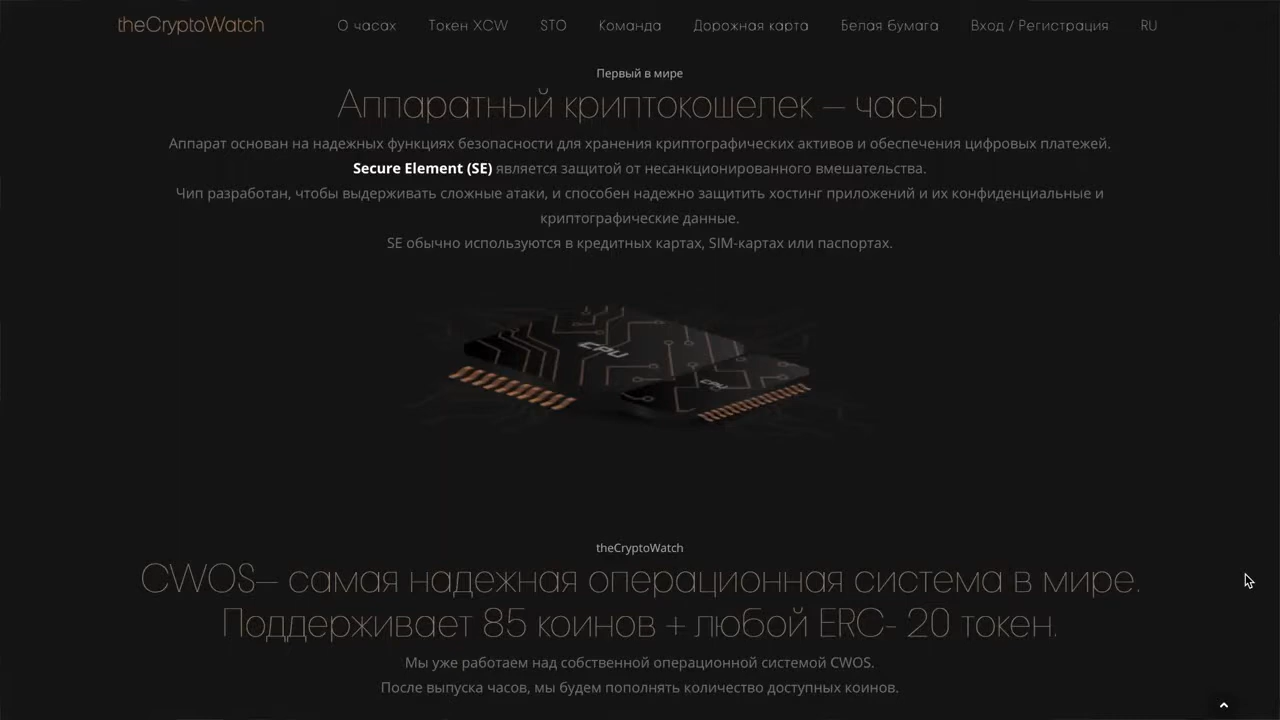 theCryptoWatch О часах Токен XCW STO Команда Дорожная карта Белая бумага Вход / Регистрация RU
Первый в мире
Аппаратный криптокошелек — часы
Аппарат основан на надежных функциях безопасности для хранения криптографических активов и обеспечения цифровых платежей.
Secure Element (SE) является защитой от несанкционированного вмешательства.
Чип разработан, чтобы выдерживать сложные атаки, и способен надежно защитить хостинг приложений и их конфиденциальные и
криптографические данные.
SE обычно используются в кредитных картах, SIM-картах или паспортах.
CPU
CPU
theCryptoWatch
CWOS— самая надежная операционная система в мире.
Поддерживает 85 коинов + любой ERC- 20 токен.
Мы уже работаем над собственной операционной системой CWOS.
После выпуска часов, мы будем пополнять количество доступных коинов.